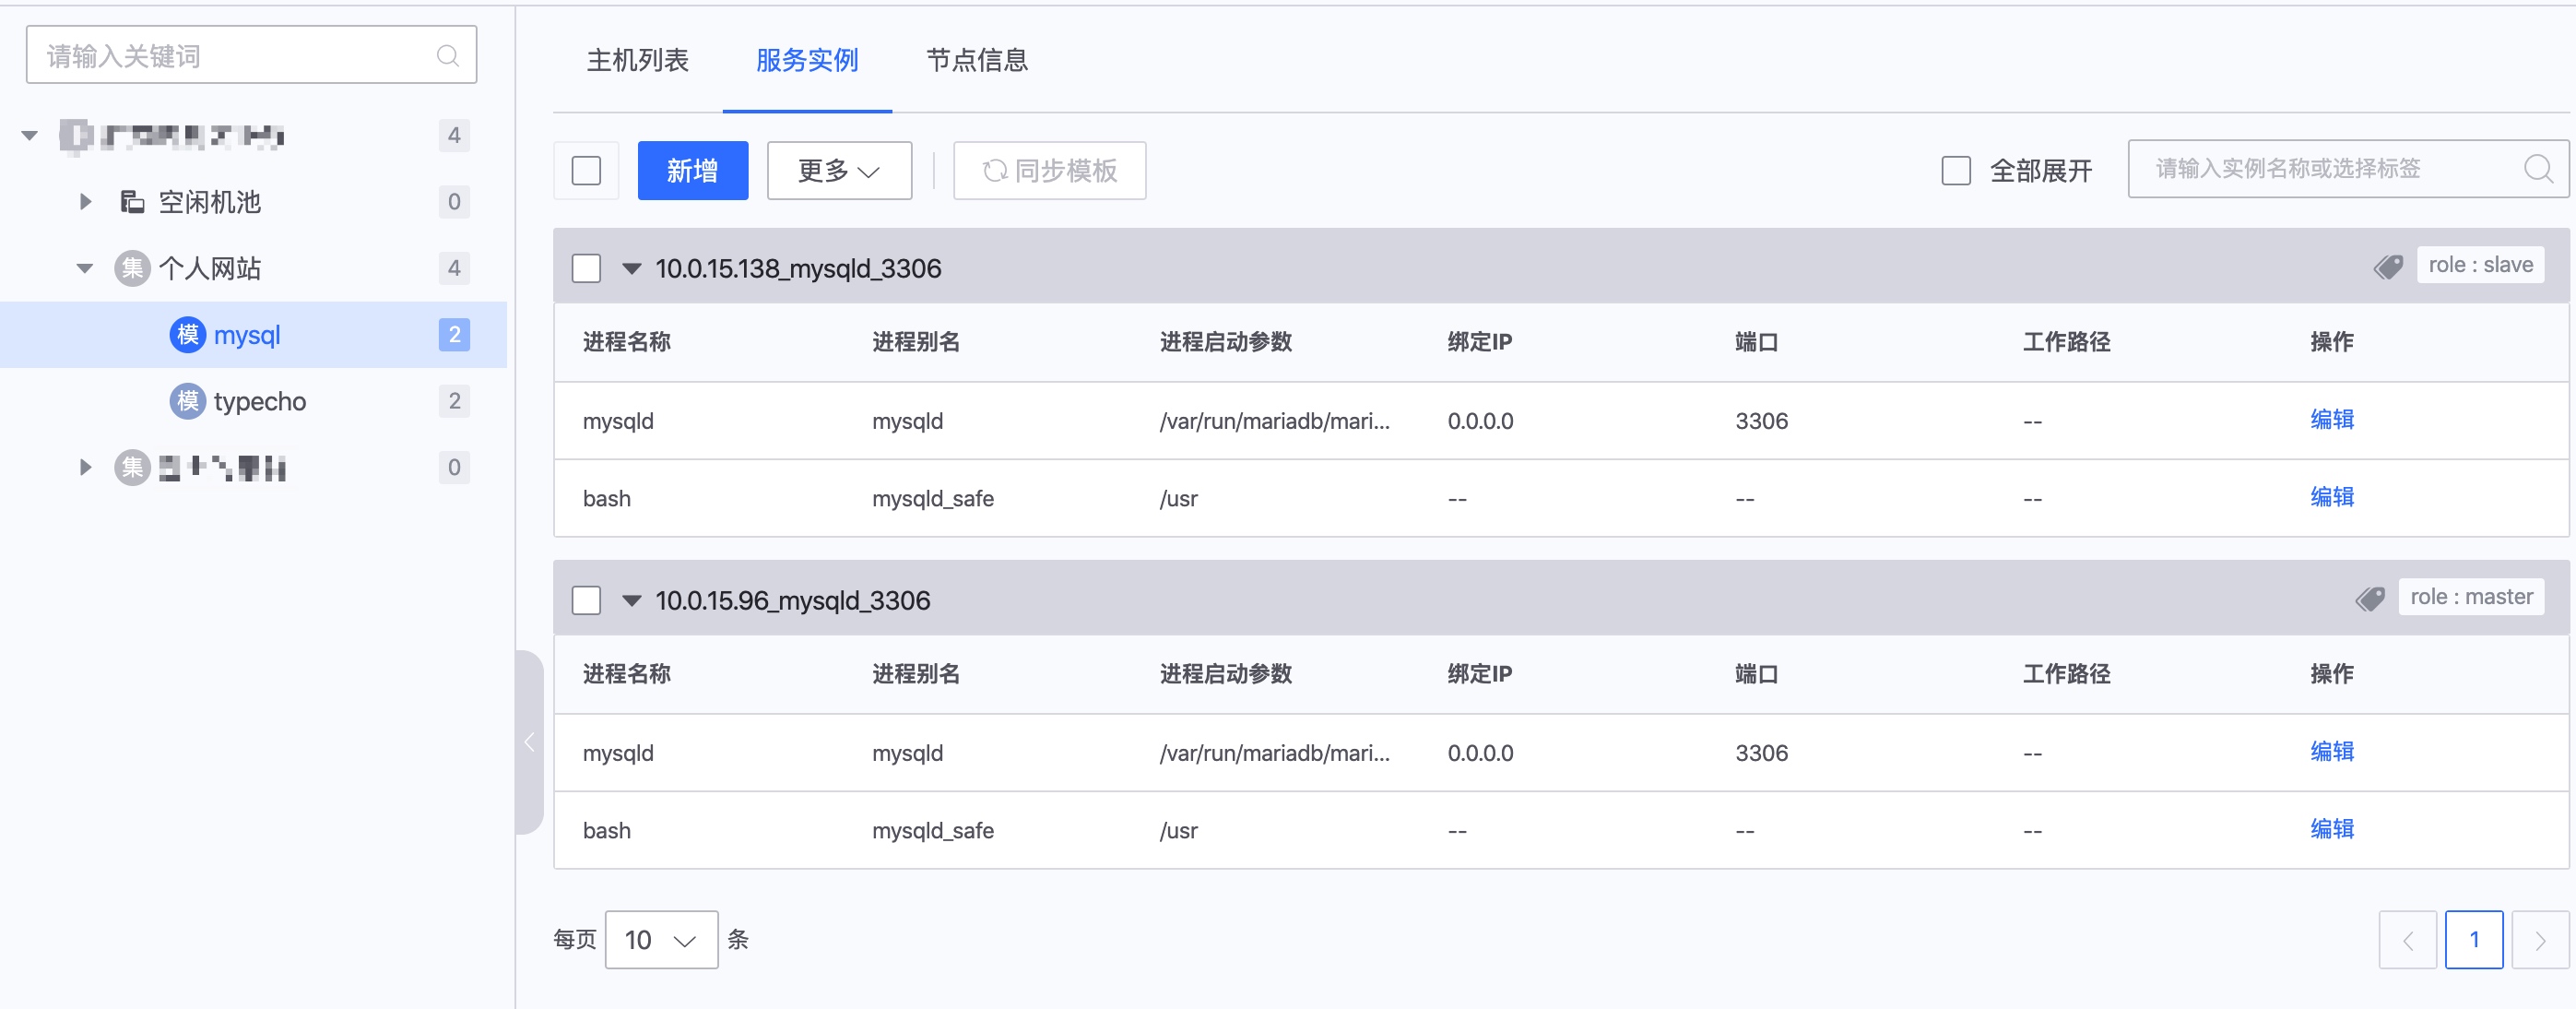 请输入关键词
4
空闲机池 0
集 个人网站 4
模 mysql 2
模 typecho 2
集 0
主机列表 服务实例 节点信息
新增 更多 同步模板 全部展开 请输入实例名称或选择标签
10.0.15.138_mysqld_3306 role : slave
进程名称 进程别名 进程启动参数 绑定IP 端口 工作路径 操作
mysqld mysqld /var/run/mariadb/mari... 0.0.0.0 3306 -- 编辑
bash mysqld_safe /usr -- -- -- 编辑
10.0.15.96_mysqld_3306 role : master
进程名称 进程别名 进程启动参数 绑定IP 端口 工作路径 操作
mysqld mysqld /var/run/mariadb/mari... 0.0.0.0 3306 -- 编辑
bash mysqld_safe /usr -- -- -- 编辑
每页 10 条 1